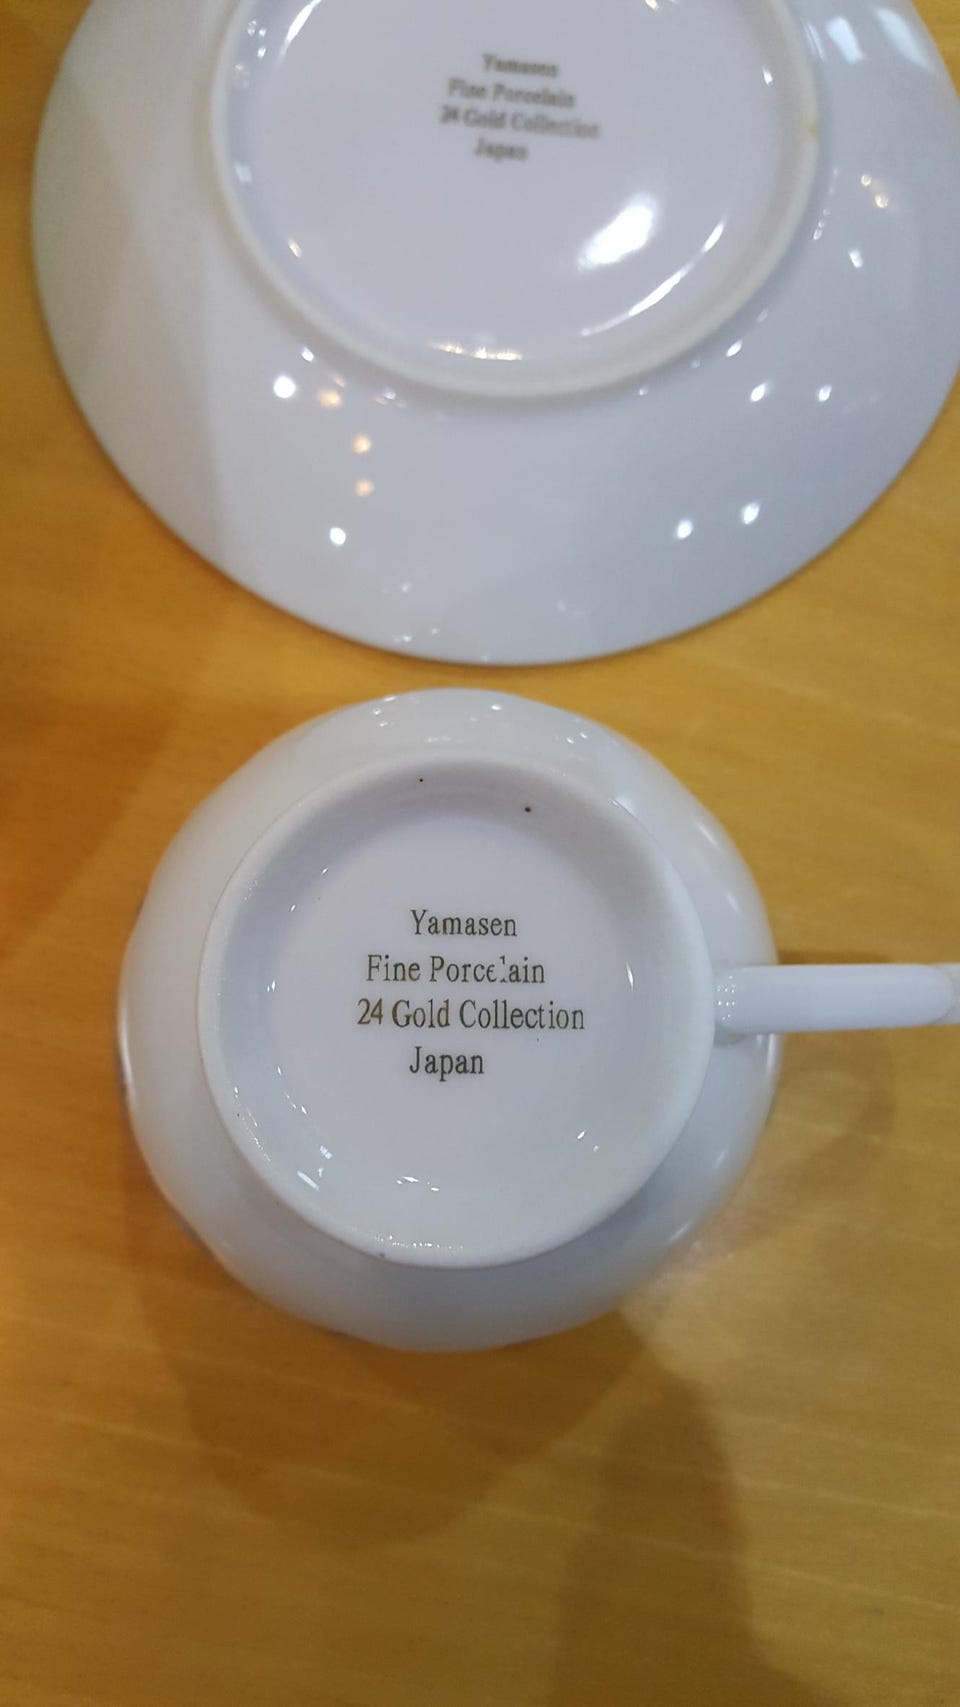 Yamasen
Fine Porcelain
24 Gold Collection
Japan
Yamasen
Fine Porcelain
24 Gold Collection
Japan